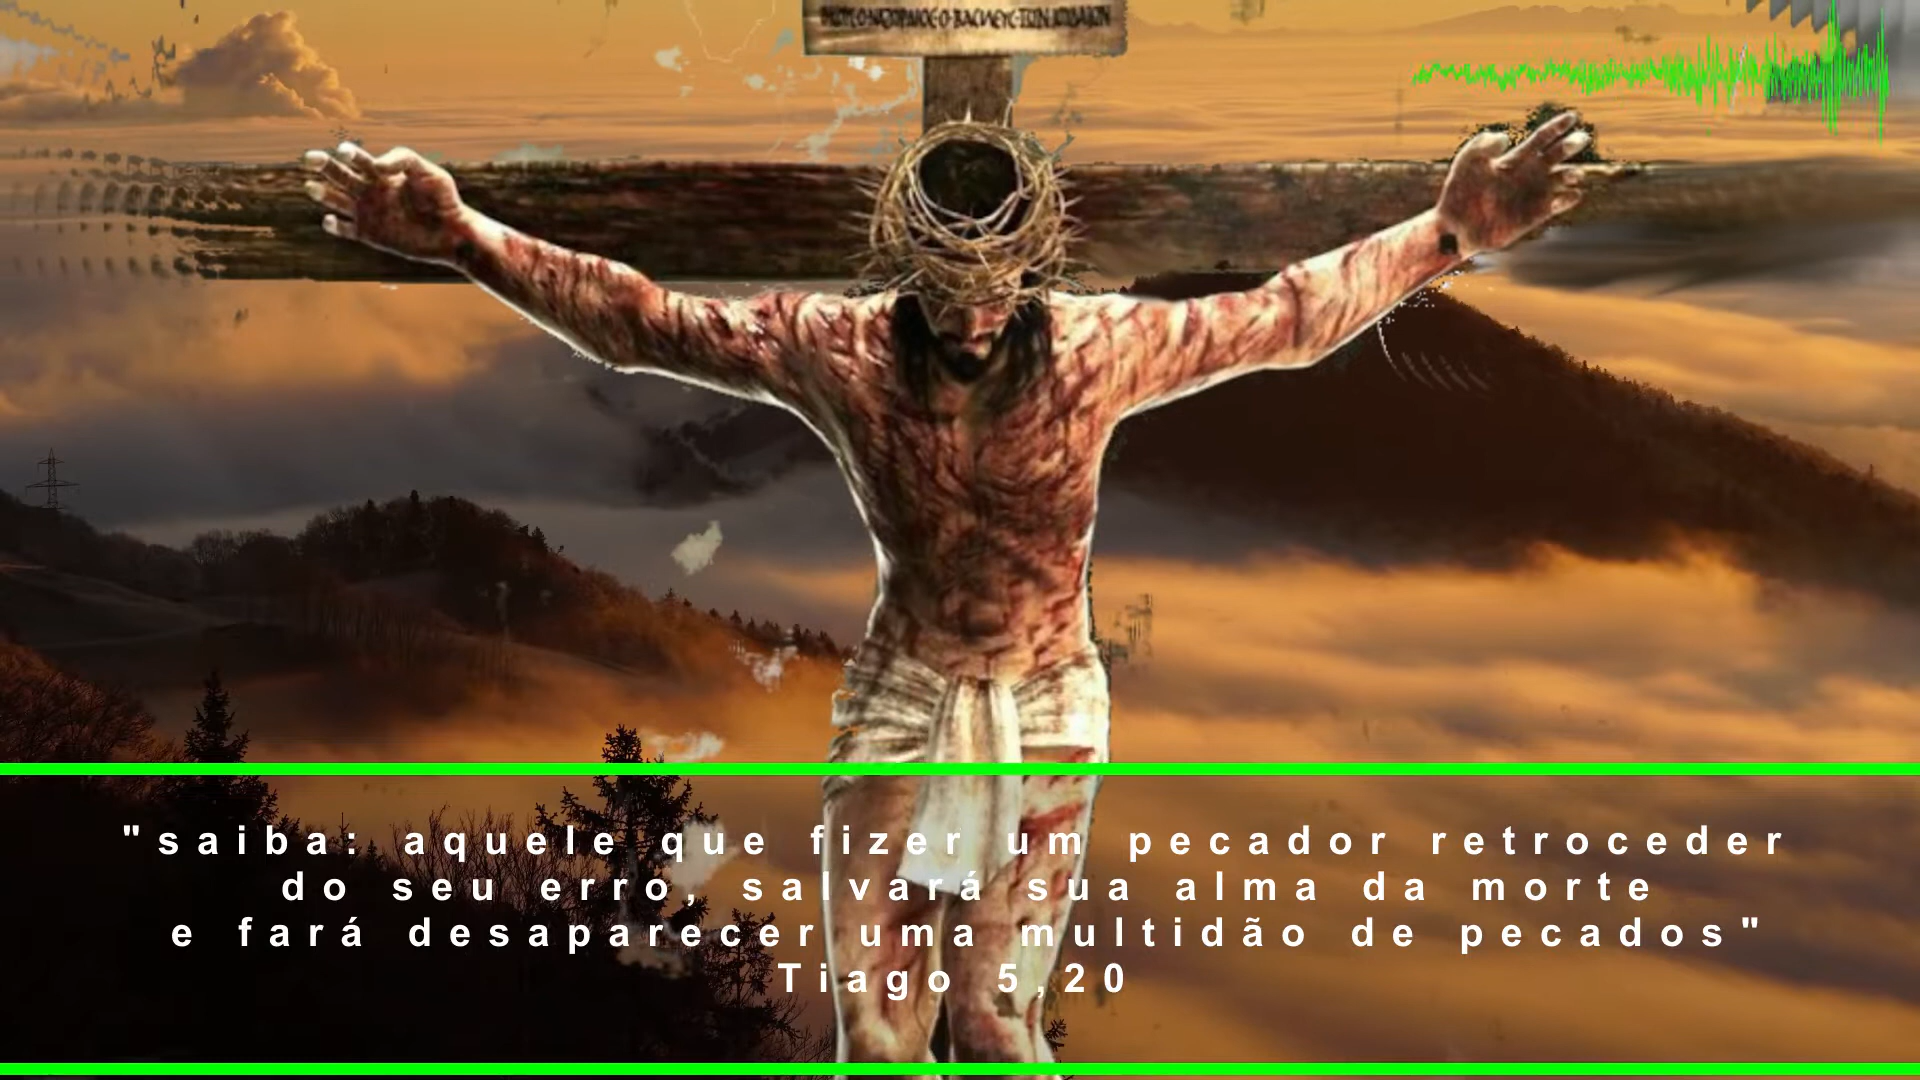 "saiba: aquele que fizer um pecador retroceder
do seu erro, salvará sua alma da morte
e fará desaparecer uma multidão de pecados"
Tiago 5,20